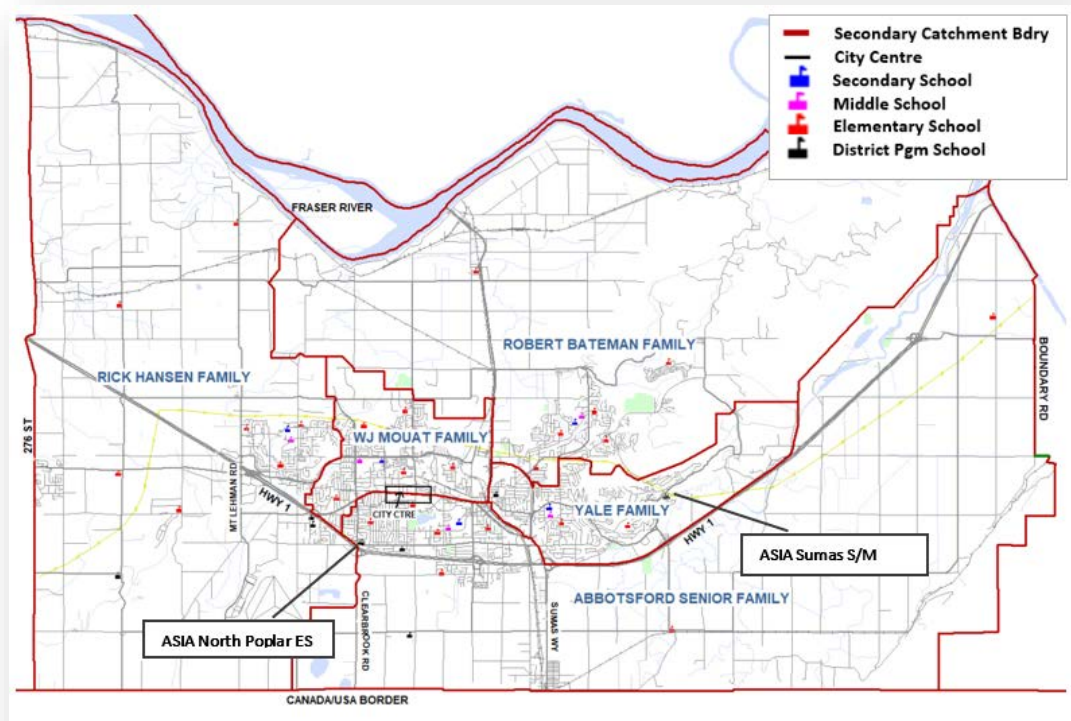 Secondary Catchment Bdry
City Centre
Secondary School
Middle School
Elementary School
District Pgm School
FRASER RIVER
ROBERT BATEMAN FAMILY
RICK HANSEN FAMILY
BOUNDARY RD
276 ST
WJ MOUAT FAMILY
MT LEHMAN RD
HWY 1
CITY CTRE
YALE FAMILY
HWY 1
ASIA Sumas S/M
ABBOTSFORD SENIOR FAMILY
CLEARBROOK RD
SUMAS WY
ASIA North Poplar ES
CANADA/USA BORDER